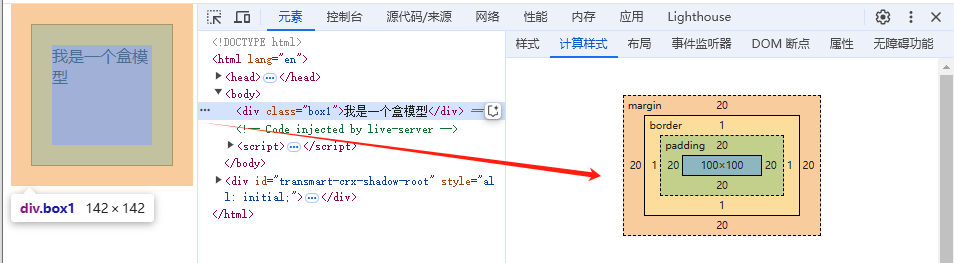 我是一个盒模
型
div.box1 142 × 142
元素 控制台 源代码/来源 网络 性能 内存 应用 Lighthouse
<!DOCTYPE html>
<html lang="en">
<head> ⋯ </head>
<body>
⋯ <div class="box1">我是一个盒模型</div> ==
<!-- Code injected by live-server -->
<script> ⋯ </script>
</body>
<div id="transmart-crx-shadow-root" style="al
l: initial;"> ⋯ </div>
</html>
样式 计算样式 布局 事件监听器 DOM 断点 属性 无障碍功能
margin 20
border 1
padding 20
20 1 20 100×100 20 1 20
20
1
20